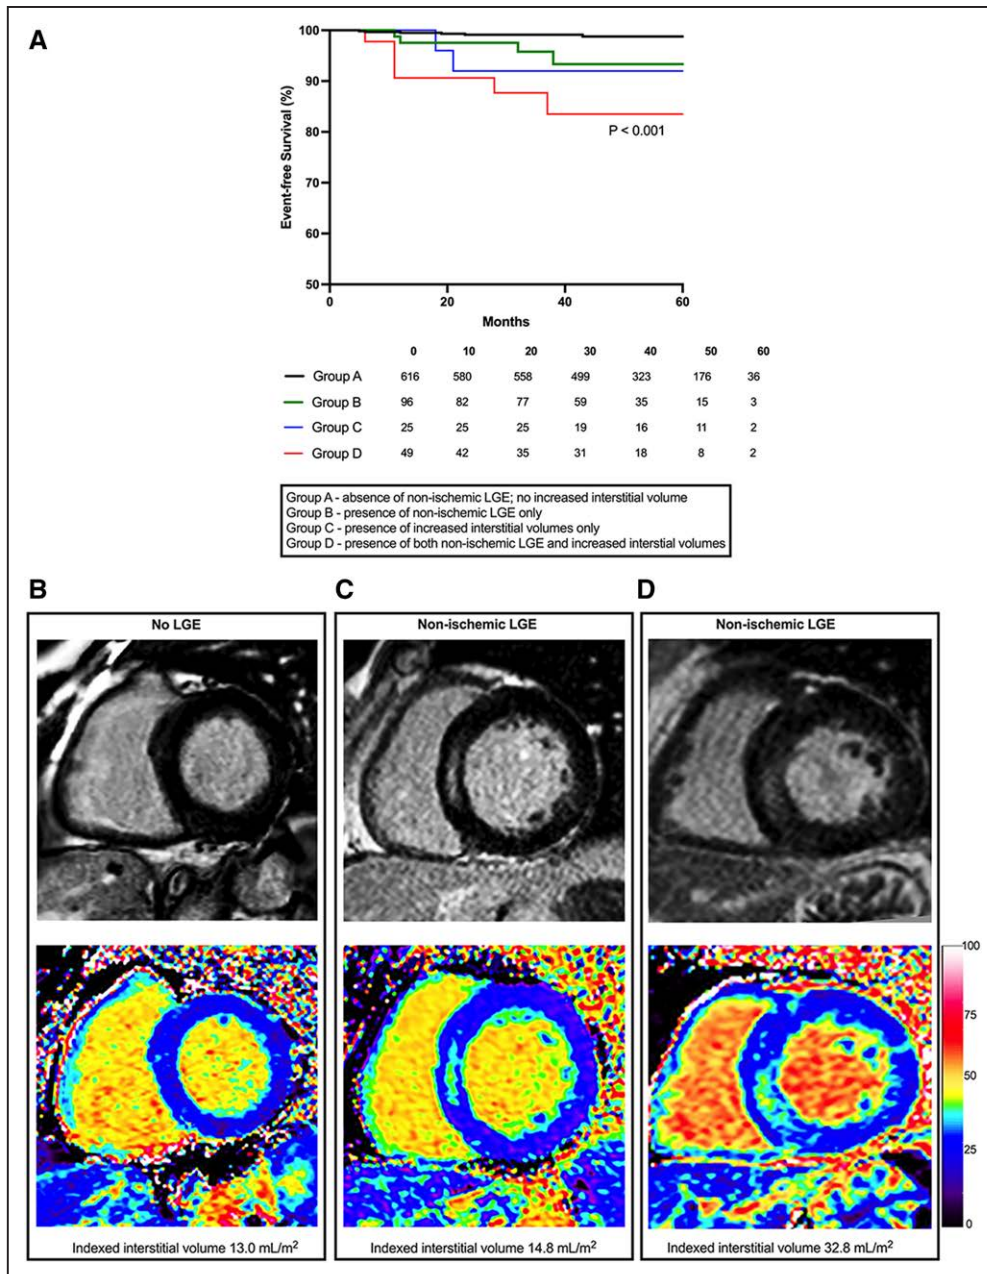 A
Event-free Survival (%)
100
90
80
70
60
50
P < 0.001
0 20 40 60
Months
0 10 20 30 40 50 60
Group A 616 580 558 499 323 176 36
Group B 96 82 77 59 35 15 3
Group C 25 25 25 19 16 11 2
Group D 49 42 35 31 18 8 2
Group A - absence of non-ischemic LGE; no increased interstitial volume
Group B - presence of non-ischemic LGE only
Group C - presence of increased interstitial volumes only
Group D - presence of both non-ischemic LGE and increased interstial volumes
B
No LGE
Indexed interstitial volume 13.0 mL/m²
C
Non-ischemic LGE
Indexed interstitial volume 14.8 mL/m²
D
Non-ischemic LGE
Indexed interstitial volume 32.8 mL/m²
100
75
50
25
0